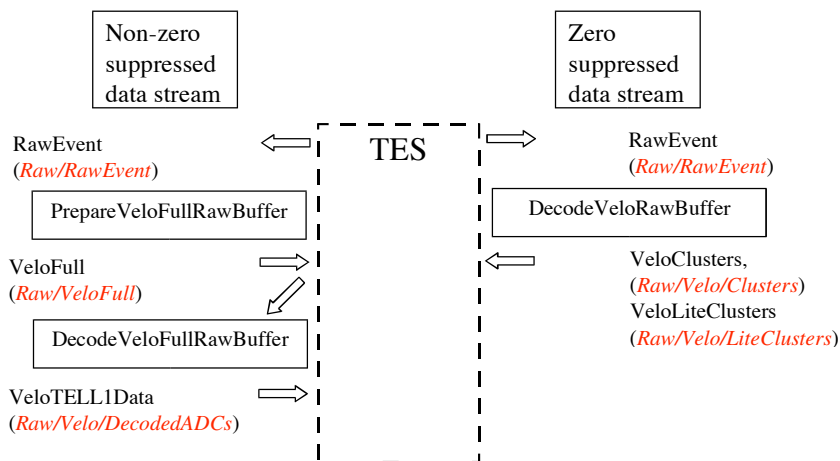 Non-zero
suppressed
data stream
Zero
suppressed
data stream
TES
RawEvent
(Raw/RawEvent)
PrepareVeloFullRawBuffer
VeloFull
(Raw/VeloFull)
DecodeVeloFullRawBuffer
VeloTELL1Data
(Raw/Velo/DecodedADCs)
RawEvent
(Raw/RawEvent)
DecodeVeloRawBuffer
VeloClusters,
(Raw/Velo/Clusters)
VeloLiteClusters
(Raw/Velo/LiteClusters)